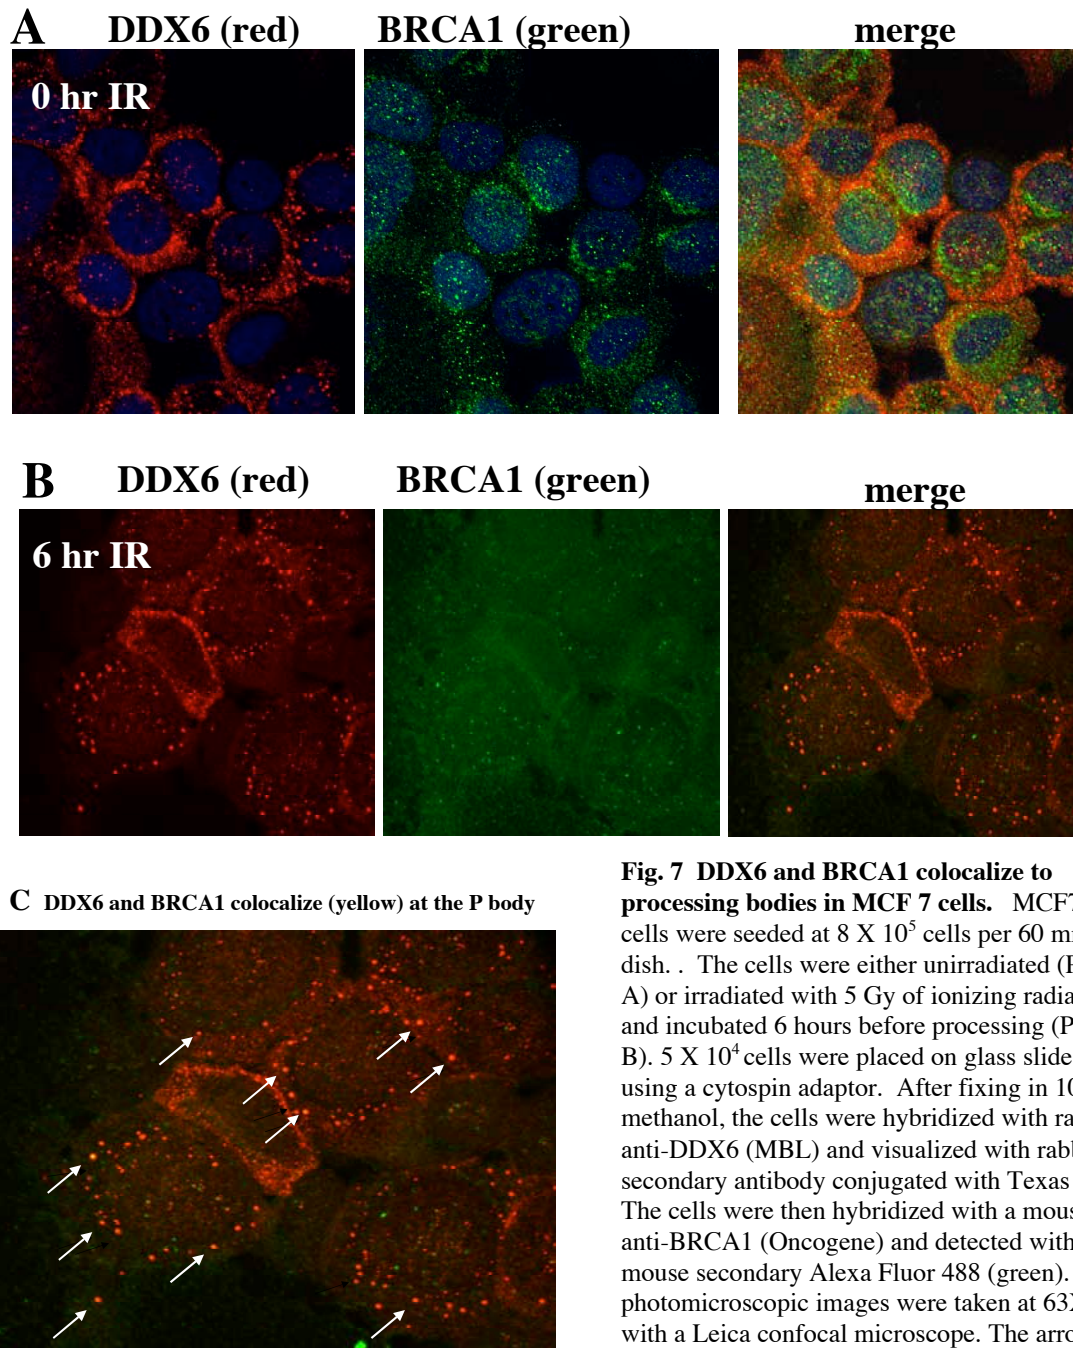 A DDX6 (red) BRCA1 (green) merge
0 hr IR
B DDX6 (red) BRCA1 (green) merge
6 hr IR
C DDX6 and BRCA1 colocalize (yellow) at the P body
Fig. 7 DDX6 and BRCA1 colocalize to
processing bodies in MCF 7 cells. MCF7
cells were seeded at 8 X 10⁵ cells per 60
dish. . The cells were either unirradiated
A) or irradiated with 5 Gy of ionizing
and incubated 6 hours before processing
B). 5 X 10⁴ cells were placed on glass
using a cytospin adaptor. After fixing in
methanol, the cells were hybridized with
anti-DDX6 (MBL) and visualized with
secondary antibody conjugated with Texas
The cells were then hybridized with a
anti-BRCA1 (Oncogene) and detected with
mouse secondary Alexa Fluor 488 (green).
photomicroscopic images were taken at 63X
with a Leica confocal microscope. The